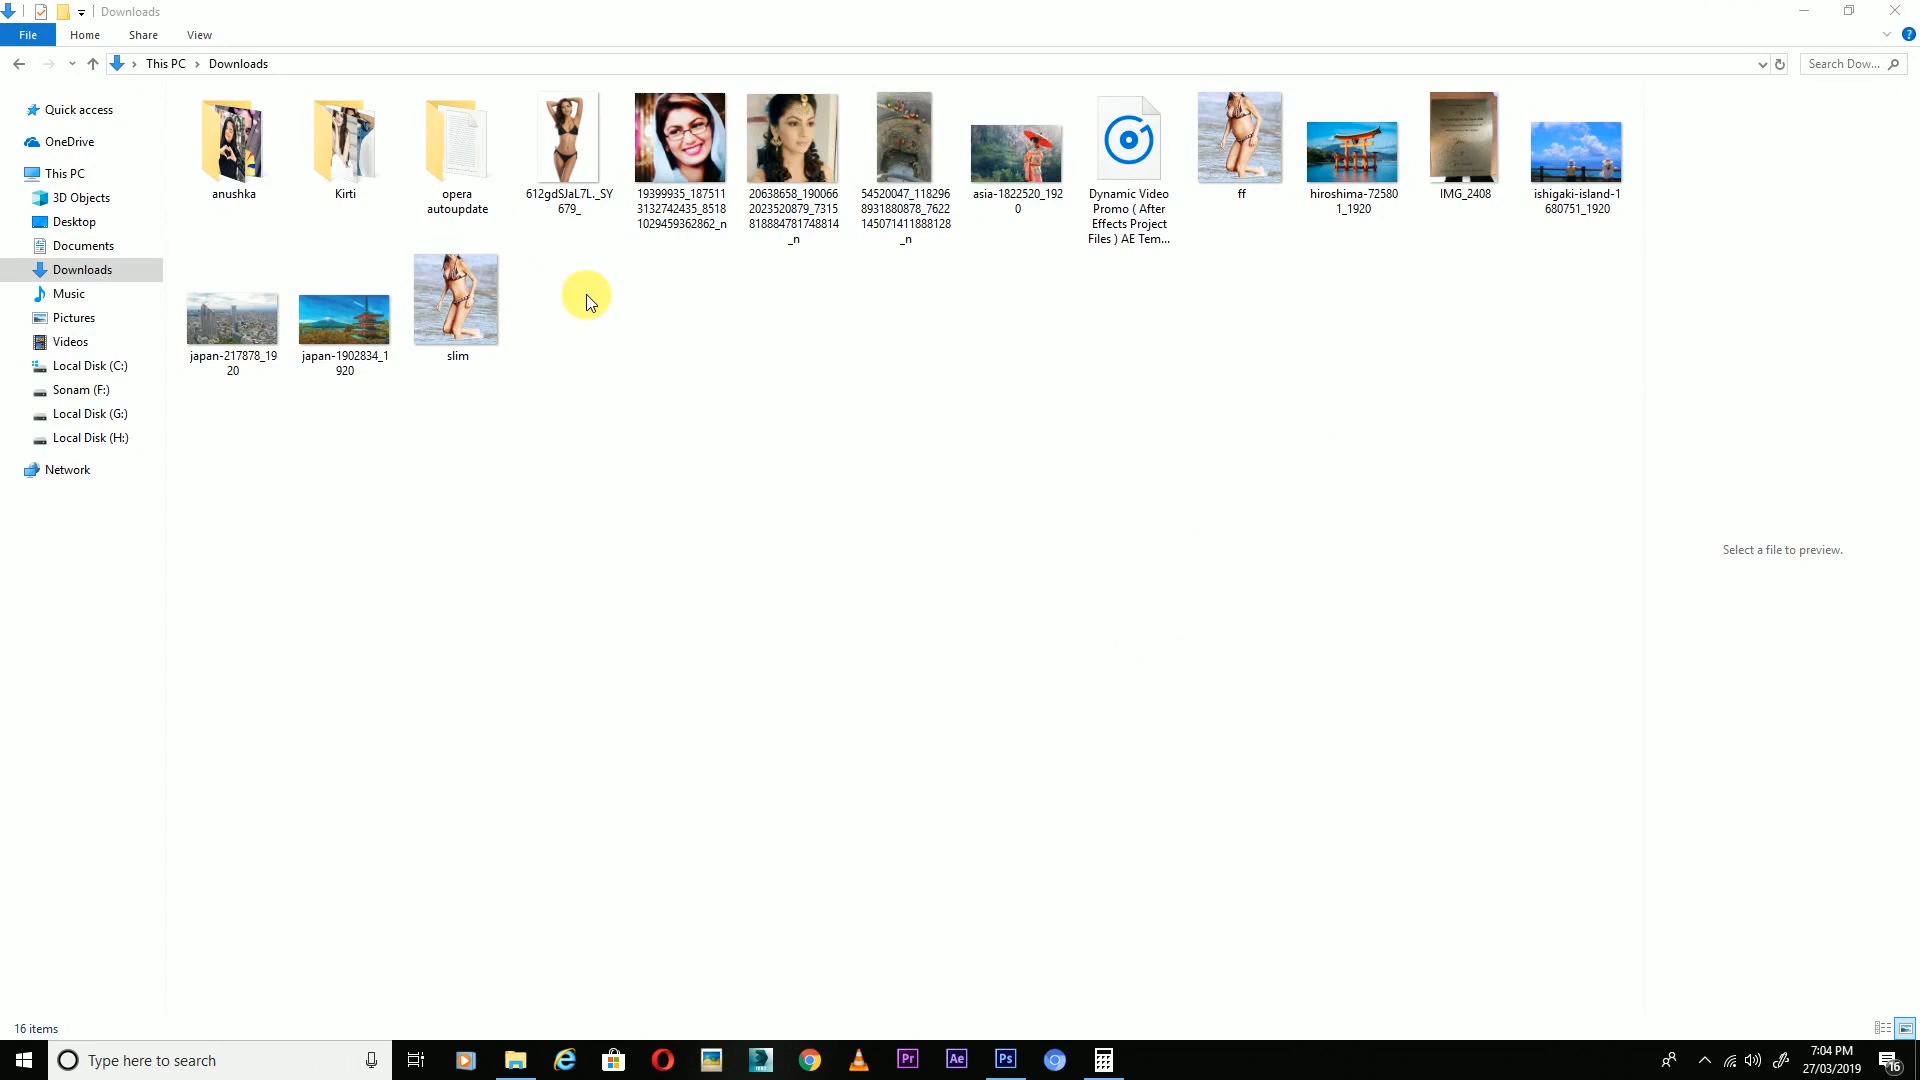 Downloads
File
Home
Share
View
This PC
Downloads
Search Dow...
Quick access
OneDrive
This PC
3D Objects
Desktop
Documents
Downloads
Music
Pictures
Videos
Local Disk (C:)
Sonam (F:)
Local Disk (G:)
Local Disk (H:)
Network
anushka
Kirti
opera
autoupdate
612gdSJaL7L._SY
679_
19399935_187511
3132742435_8518
1029459362862_n
20638658_190066
2023520879_7315
818884781748814
_n
54520047_118296
8931880878_7622
145071411888128
_n
asia-1822520_192
0
Dynamic Video
Promo ( After
Effects Project
Files ) AE Tem...
ff
hiroshima-72580
1_1920
IMG_2408
ishigaki-island-1
680751_1920
japan-217878_19
20
japan-1902834_1
920
slim
Select a file to preview.
16 items
Type here to search
Pr
Ae
Ps
7:04 PM
27/03/2019
16